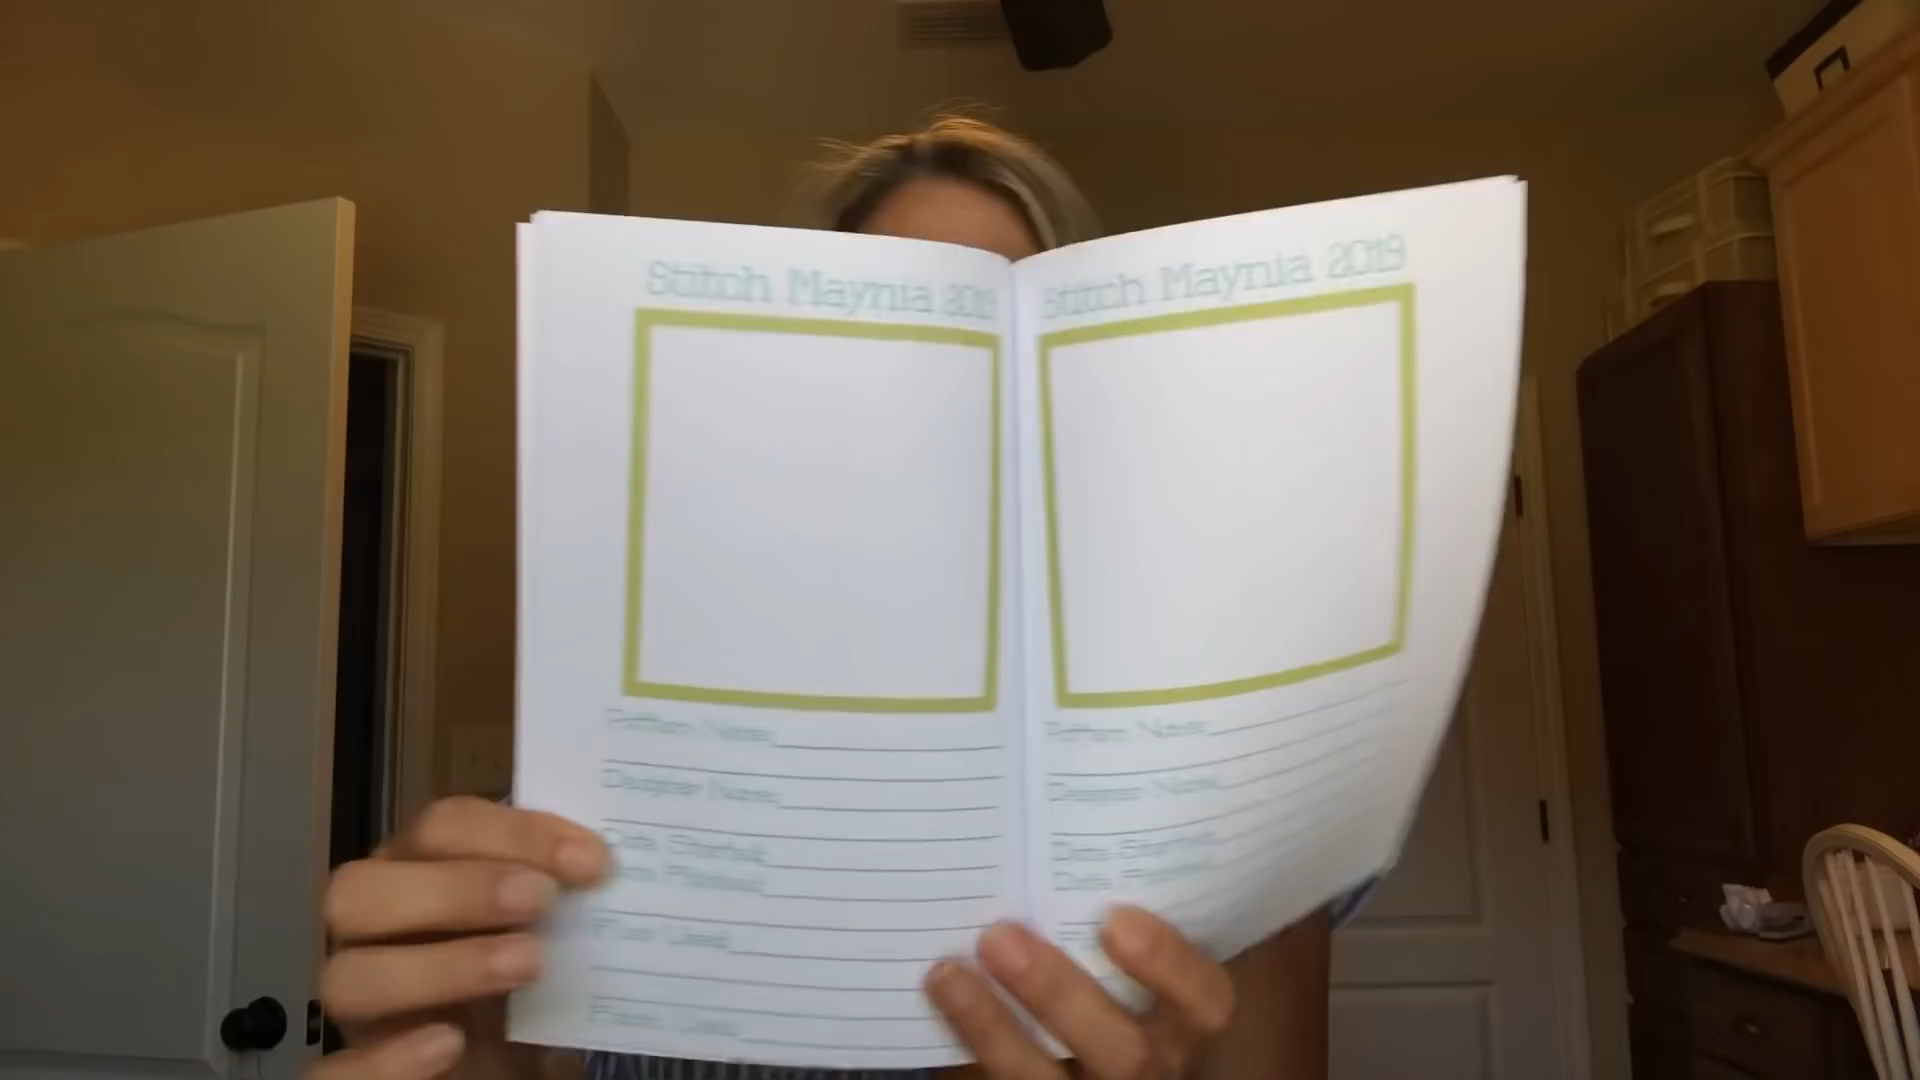 Stitch Maynia 2019
Pattern Name:
Designer Name:
Date Started:
Date Finished:
Floss Used:
Fabric Used:
Stitch Maynia 2019
Pattern Name:
Designer Name:
Date Started:
Date Finished: